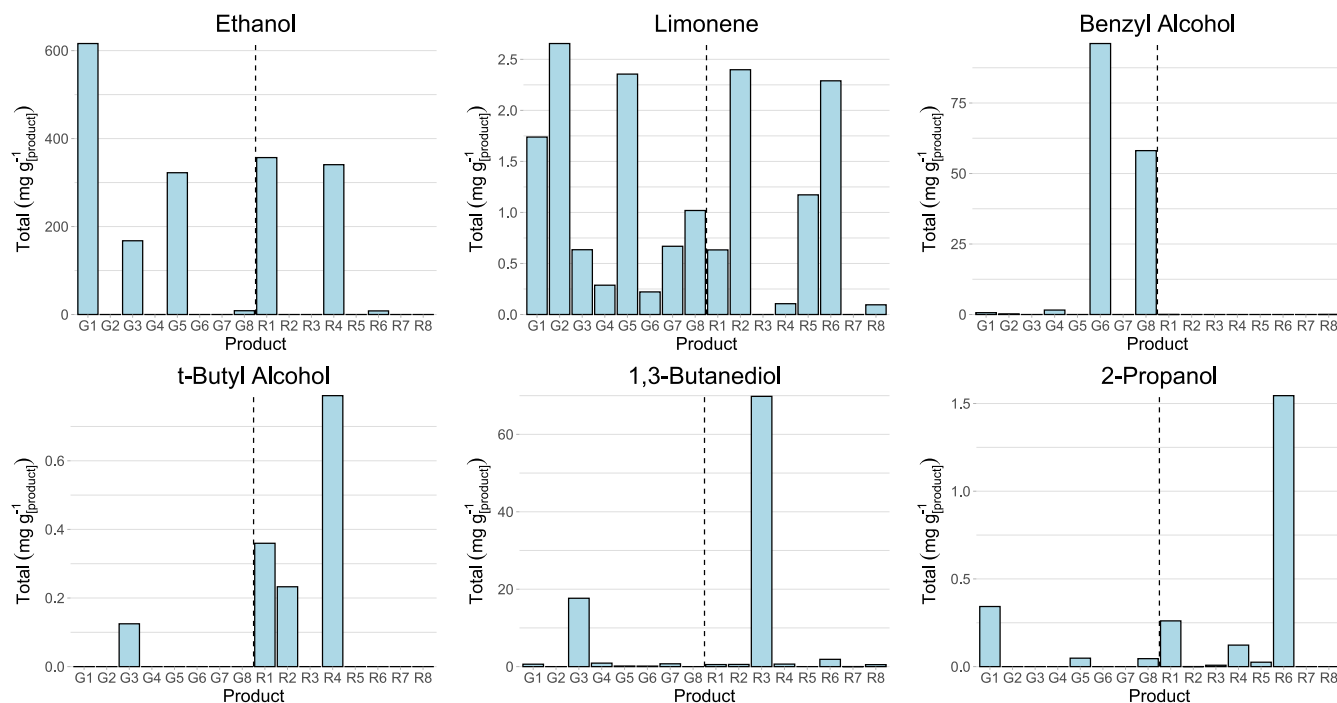 Ethanol
Total (mg g⁻¹[product])
600
400
200
0
G1 G2 G3 G4 G5 G6 G7 G8 R1 R2 R3 R4 R5 R6 R7 R8
Product
Limonene
Total (mg g⁻¹[product])
2.5
2.0
1.5
1.0
0.5
0.0
G1 G2 G3 G4 G5 G6 G7 G8 R1 R2 R3 R4 R5 R6 R7 R8
Product
Benzyl Alcohol
Total (mg g⁻¹[product])
75
50
25
0
G1 G2 G3 G4 G5 G6 G7 G8 R1 R2 R3 R4 R5 R6 R7 R8
Product
t-Butyl Alcohol
Total (mg g⁻¹[product])
0.6
0.4
0.2
0.0
G1 G2 G3 G4 G5 G6 G7 G8 R1 R2 R3 R4 R5 R6 R7 R8
Product
1,3-Butanediol
Total (mg g⁻¹[product])
60
40
20
0
G1 G2 G3 G4 G5 G6 G7 G8 R1 R2 R3 R4 R5 R6 R7 R8
Product
2-Propanol
Total (mg g⁻¹[product])
1.5
1.0
0.5
0.0
G1 G2 G3 G4 G5 G6 G7 G8 R1 R2 R3 R4 R5 R6 R7 R8
Product